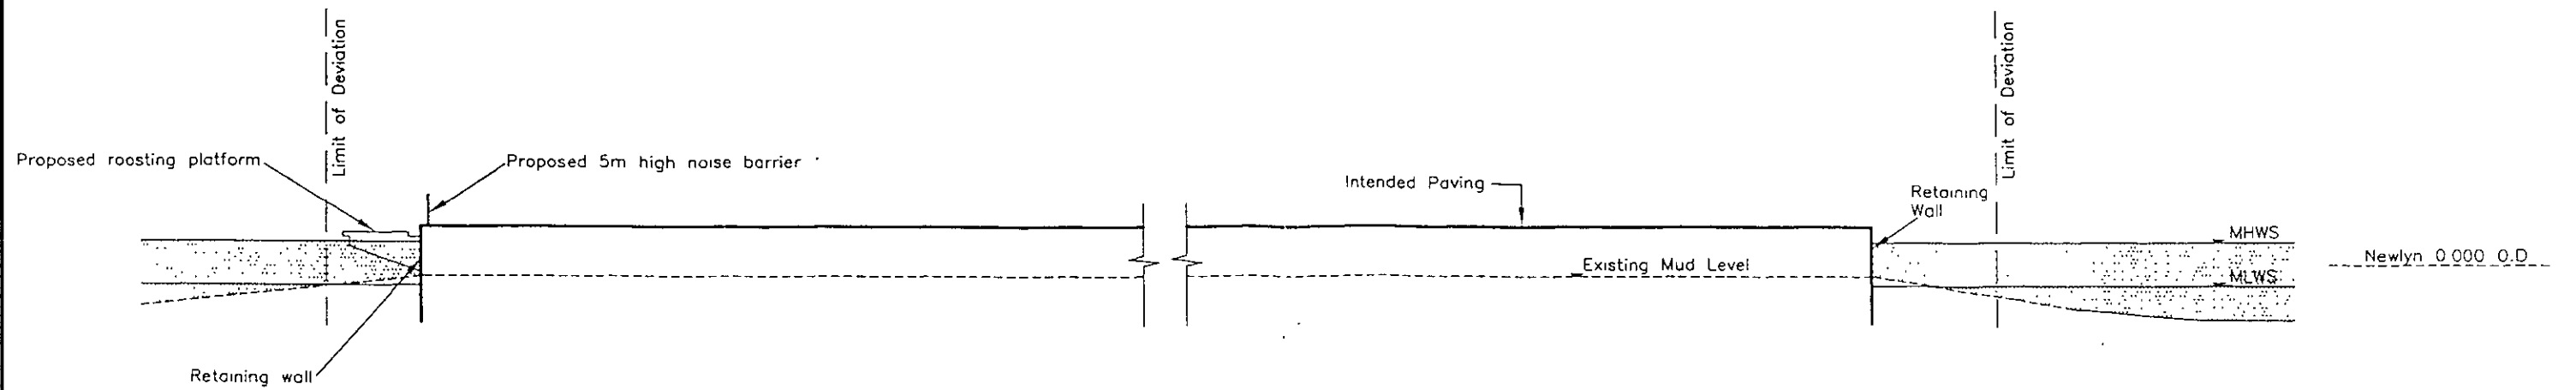 Limit of Deviation
Limit of Deviation
Proposed roosting platform
Proposed 5m high noise barrier
Intended Paving
Retaining
Wall
MHWS
Newlyn 0.000 O.D
Existing Mud Level
MLWS
Retaining wall